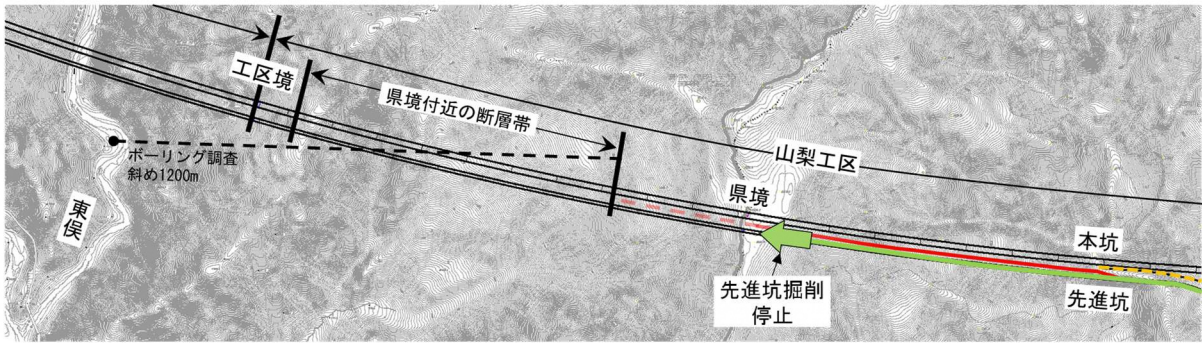 工区境
県境付近の断層帯
山梨工区
ボーリング調査
斜め1200m
東俣
県境
先進坑掘削
停止
本坑
先進坑